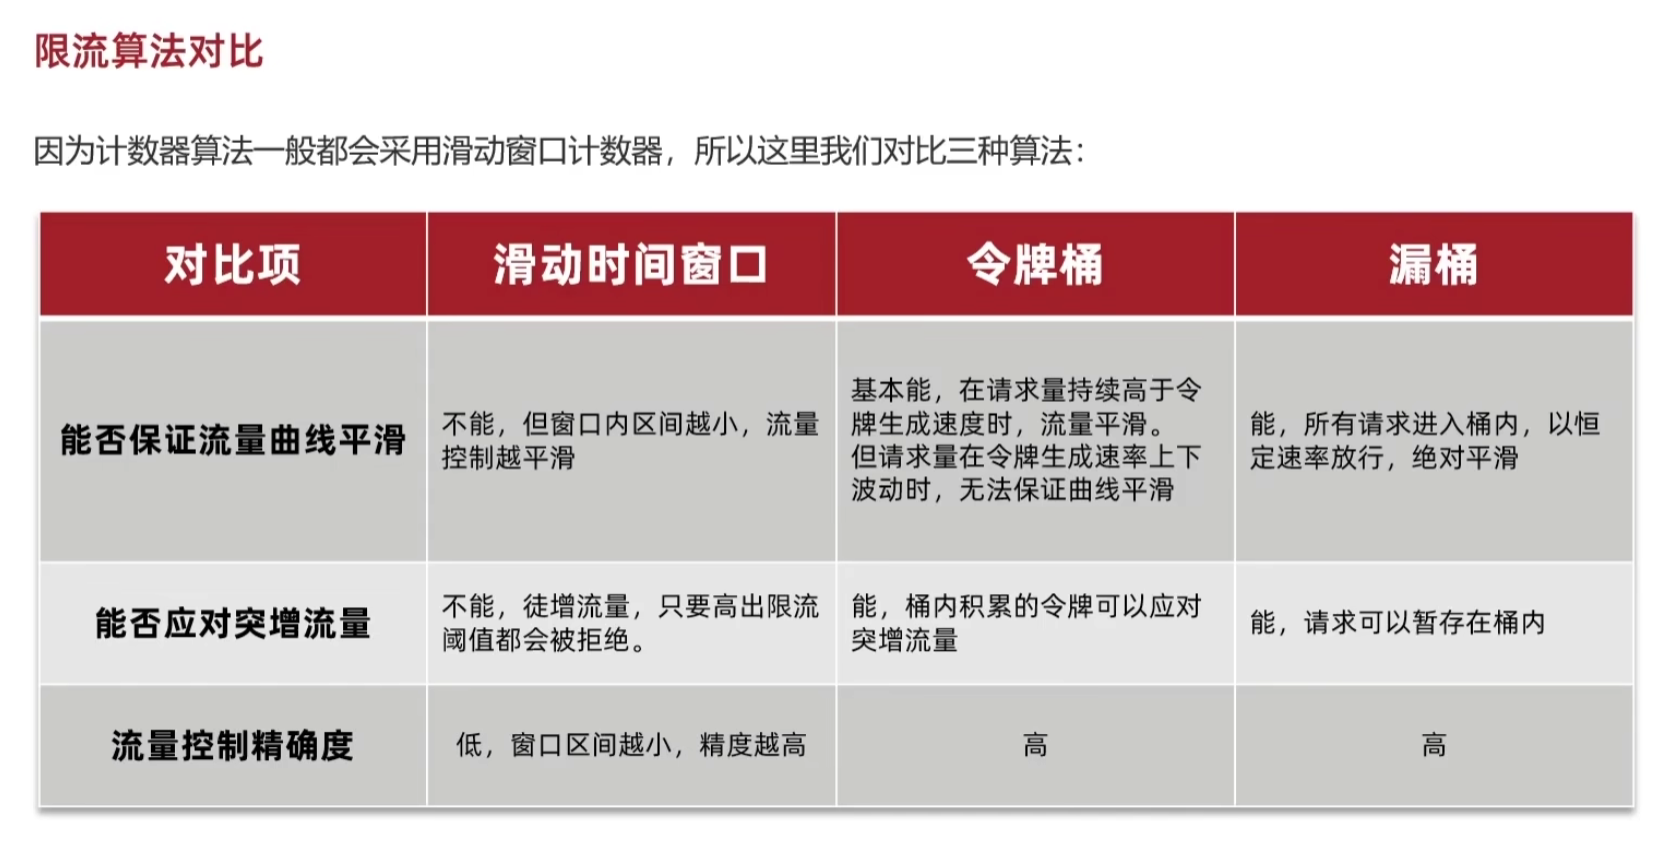 限流算法对比
因为计数器算法一般都会采用滑动窗口计数器，所以这里我们对比三种算法：
对比项
滑动时间窗口
令牌桶
漏桶
能否保证流量曲线平滑
不能，但窗口内区间越小，流量
控制越平滑
基本能，在请求量持续高于令
牌生成速度时，流量平滑。
但请求量在令牌生成速率上下
波动时，无法保证曲线平滑
能，所有请求进入桶内，以恒
定速率放行，绝对平滑
能否应对突增流量
不能，徒增流量，只要高出限流
阈值都会被拒绝。
能，桶内积累的令牌可以应对
突增流量
能，请求可以暂存在桶内
流量控制精确度
低，窗口区间越小，精度越高
高
高